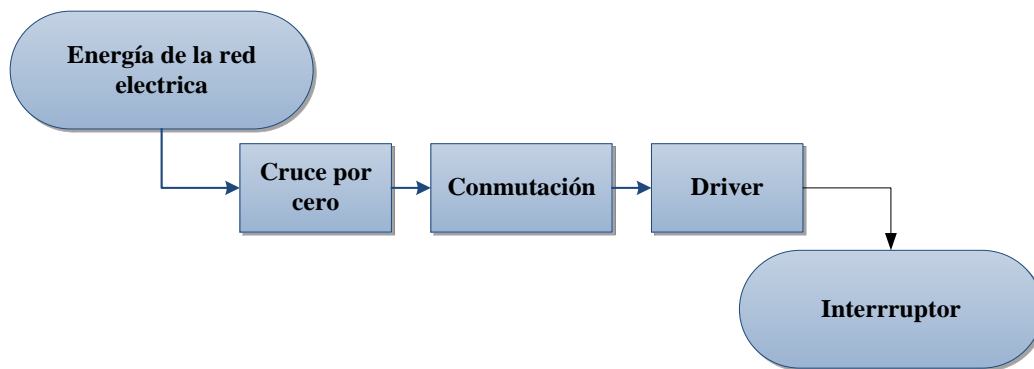 Energía de la red
electrica
Cruce por
cero
Conmutación
Driver
Interrruptor